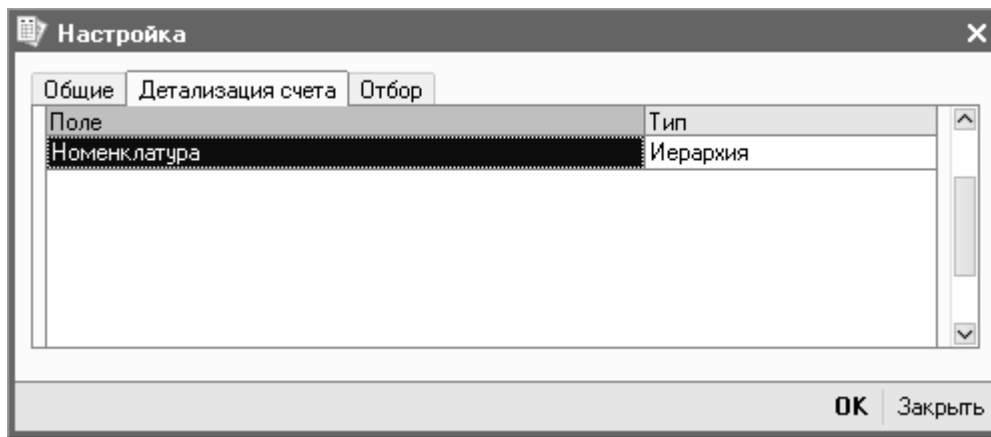 Настройка
Общие Детализация счета Отбор
Поле Тип
Номенклатура Иерархия
OK Закрыть